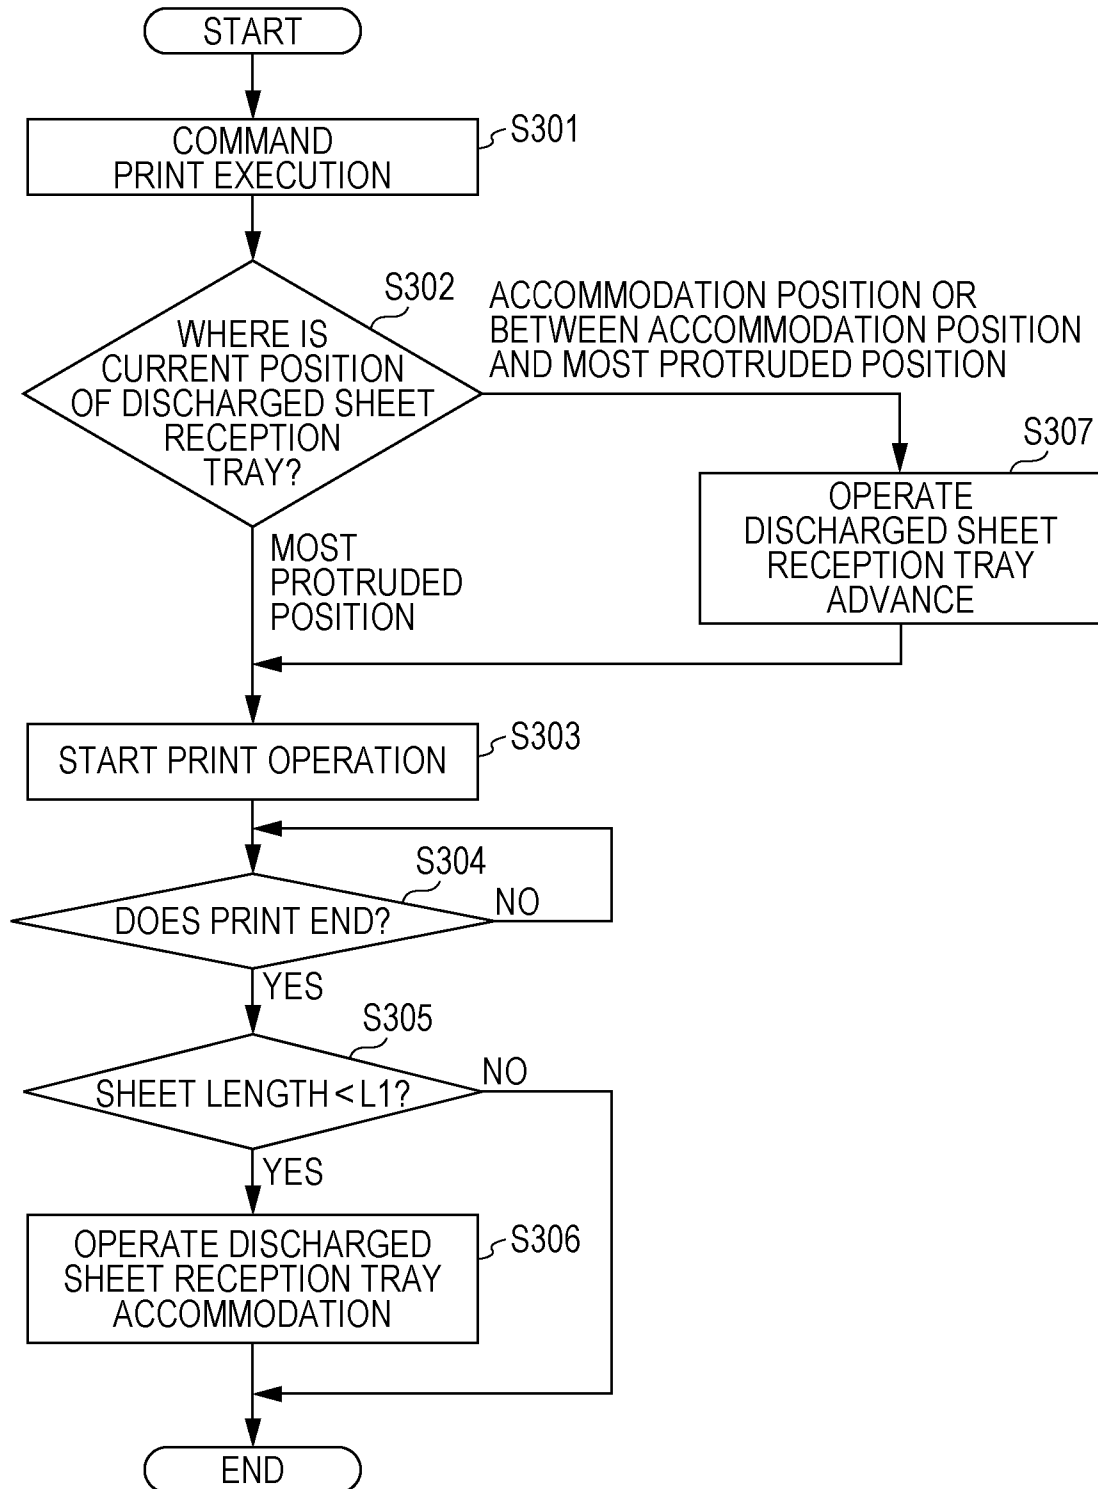 START
COMMAND
PRINT EXECUTION
S301
WHERE IS
CURRENT POSITION
OF DISCHARGED SHEET
RECEPTION
TRAY?
S302
ACCOMMODATION POSITION OR
BETWEEN ACCOMMODATION POSITION
AND MOST PROTRUDED POSITION
S307
OPERATE
DISCHARGED SHEET
RECEPTION TRAY
ADVANCE
MOST
PROTRUDED
POSITION
START PRINT OPERATION
S303
S304
DOES PRINT END?
NO
YES
S305
SHEET LENGTH < L1?
NO
YES
OPERATE DISCHARGED
SHEET RECEPTION TRAY
ACCOMMODATION
S306
END